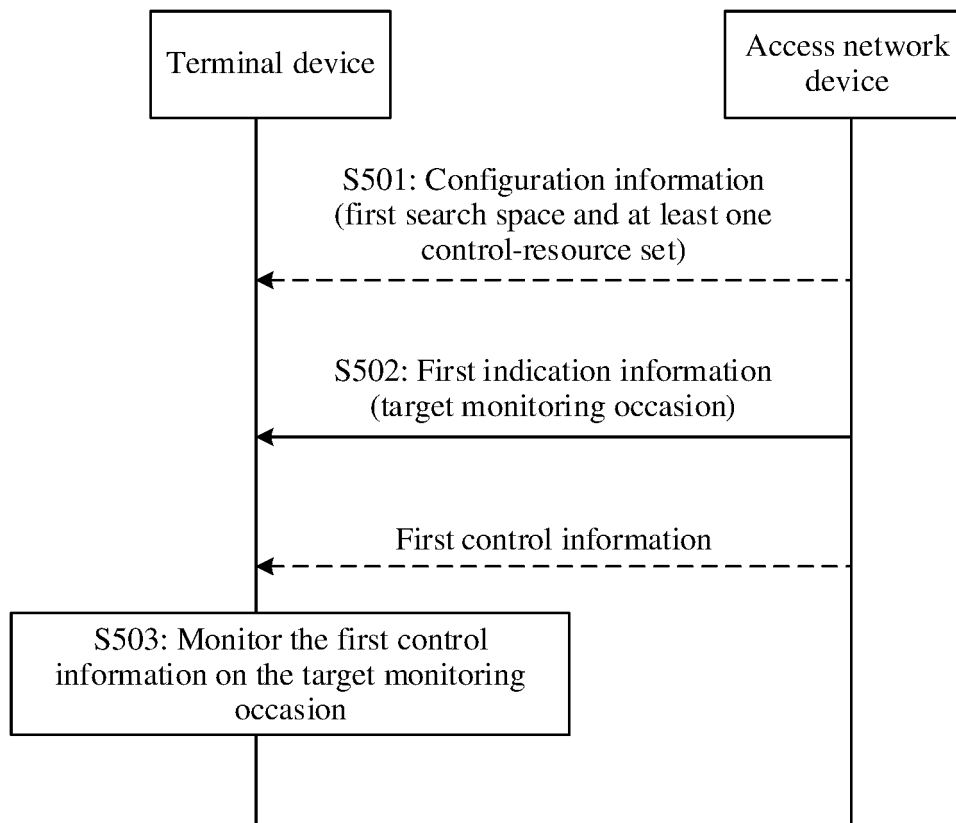 Terminal device
Access network
device
S501: Configuration information
(first search space and at least one
control-resource set)
S502: First indication information
(target monitoring occasion)
First control information
S503: Monitor the first control
information on the target monitoring
occasion